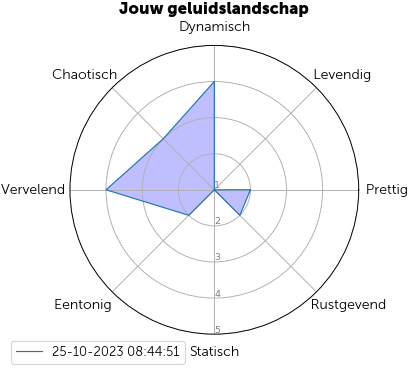 Jouw geluidslandschap
Dynamisch
Chaotisch
Levendig
Vervelend
1
Prettig
2
3
4
Eentonig
Rustgevend
5
25-10-2023 08:44:51
Statisch